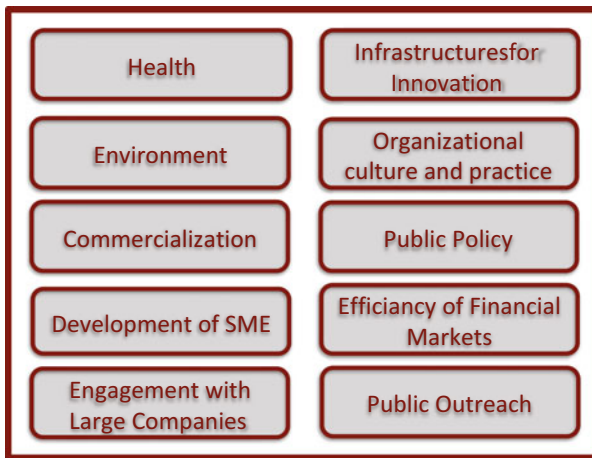 Health
Environment
Commercialization
Development of SME
Engagement with
Large Companies
Infrastructuresfor
Innovation
Organizational
culture and practice
Public Policy
Efficiancy of Financial
Markets
Public Outreach